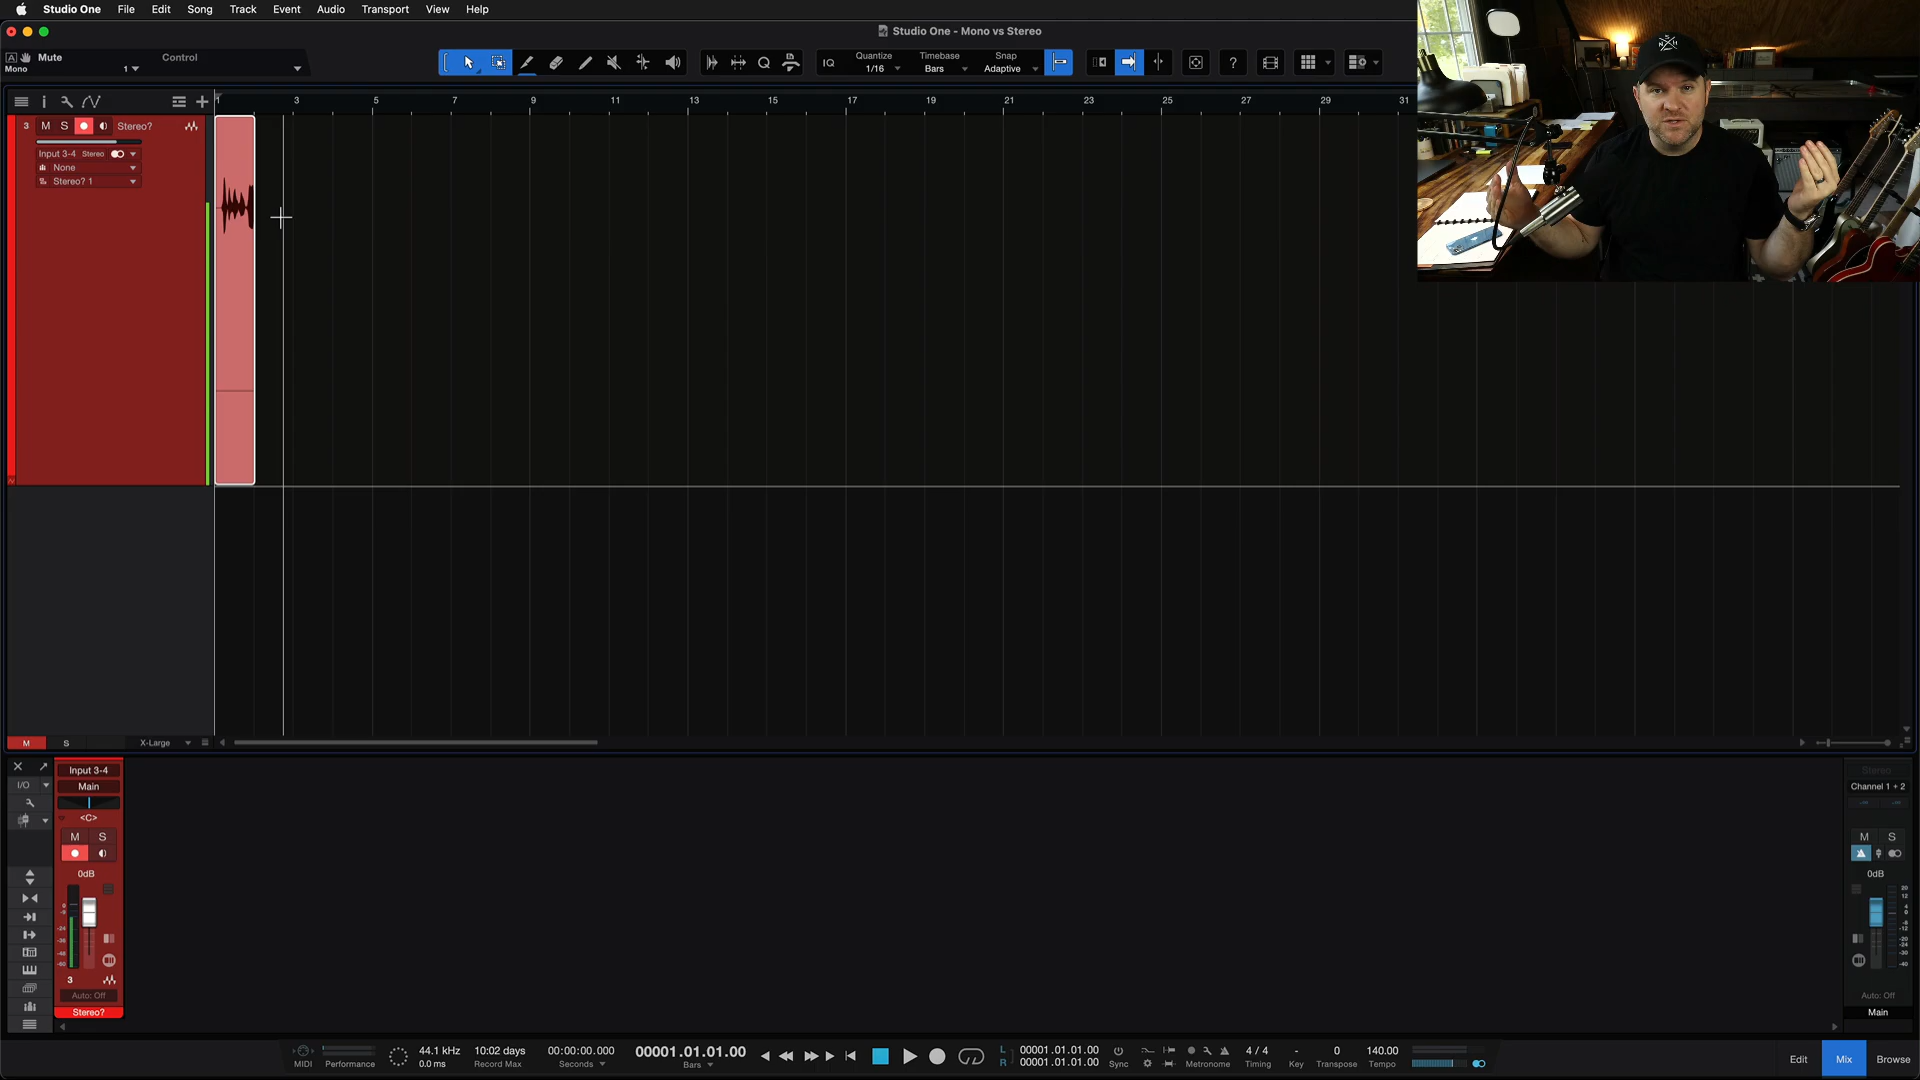 Studio One File Edit Song Track Event Audio Transport View Help
Studio One - Mono vs Stereo
Mute Control
Mono 1
IQ Quantize 1/16 Timebase Bars Snap Adaptive ?
1 3 5 7 9 11 13 15 17 19 21 23 25 27 29 31
3 M S Stereo?
Input 3-4 Stereo
None
Stereo? 1
M S X-Large
Input 3-4
I/O Main
<C>
M S
0dB
3
Auto: Off
Stereo?
Stereo
Channel 1 + 2
M S
0dB
Auto: Off
Main
MIDI Performance
44.1 kHz
0.0 ms
10:02 days
Record Max
00:00:00.000
Seconds
00001.01.01.00
Bars
L 00001.01.01.00
R 00001.01.01.00
Sync
Metronome
4 / 4
Timing
-
Key
0
Transpose
140.00
Tempo
Edit Mix Browse